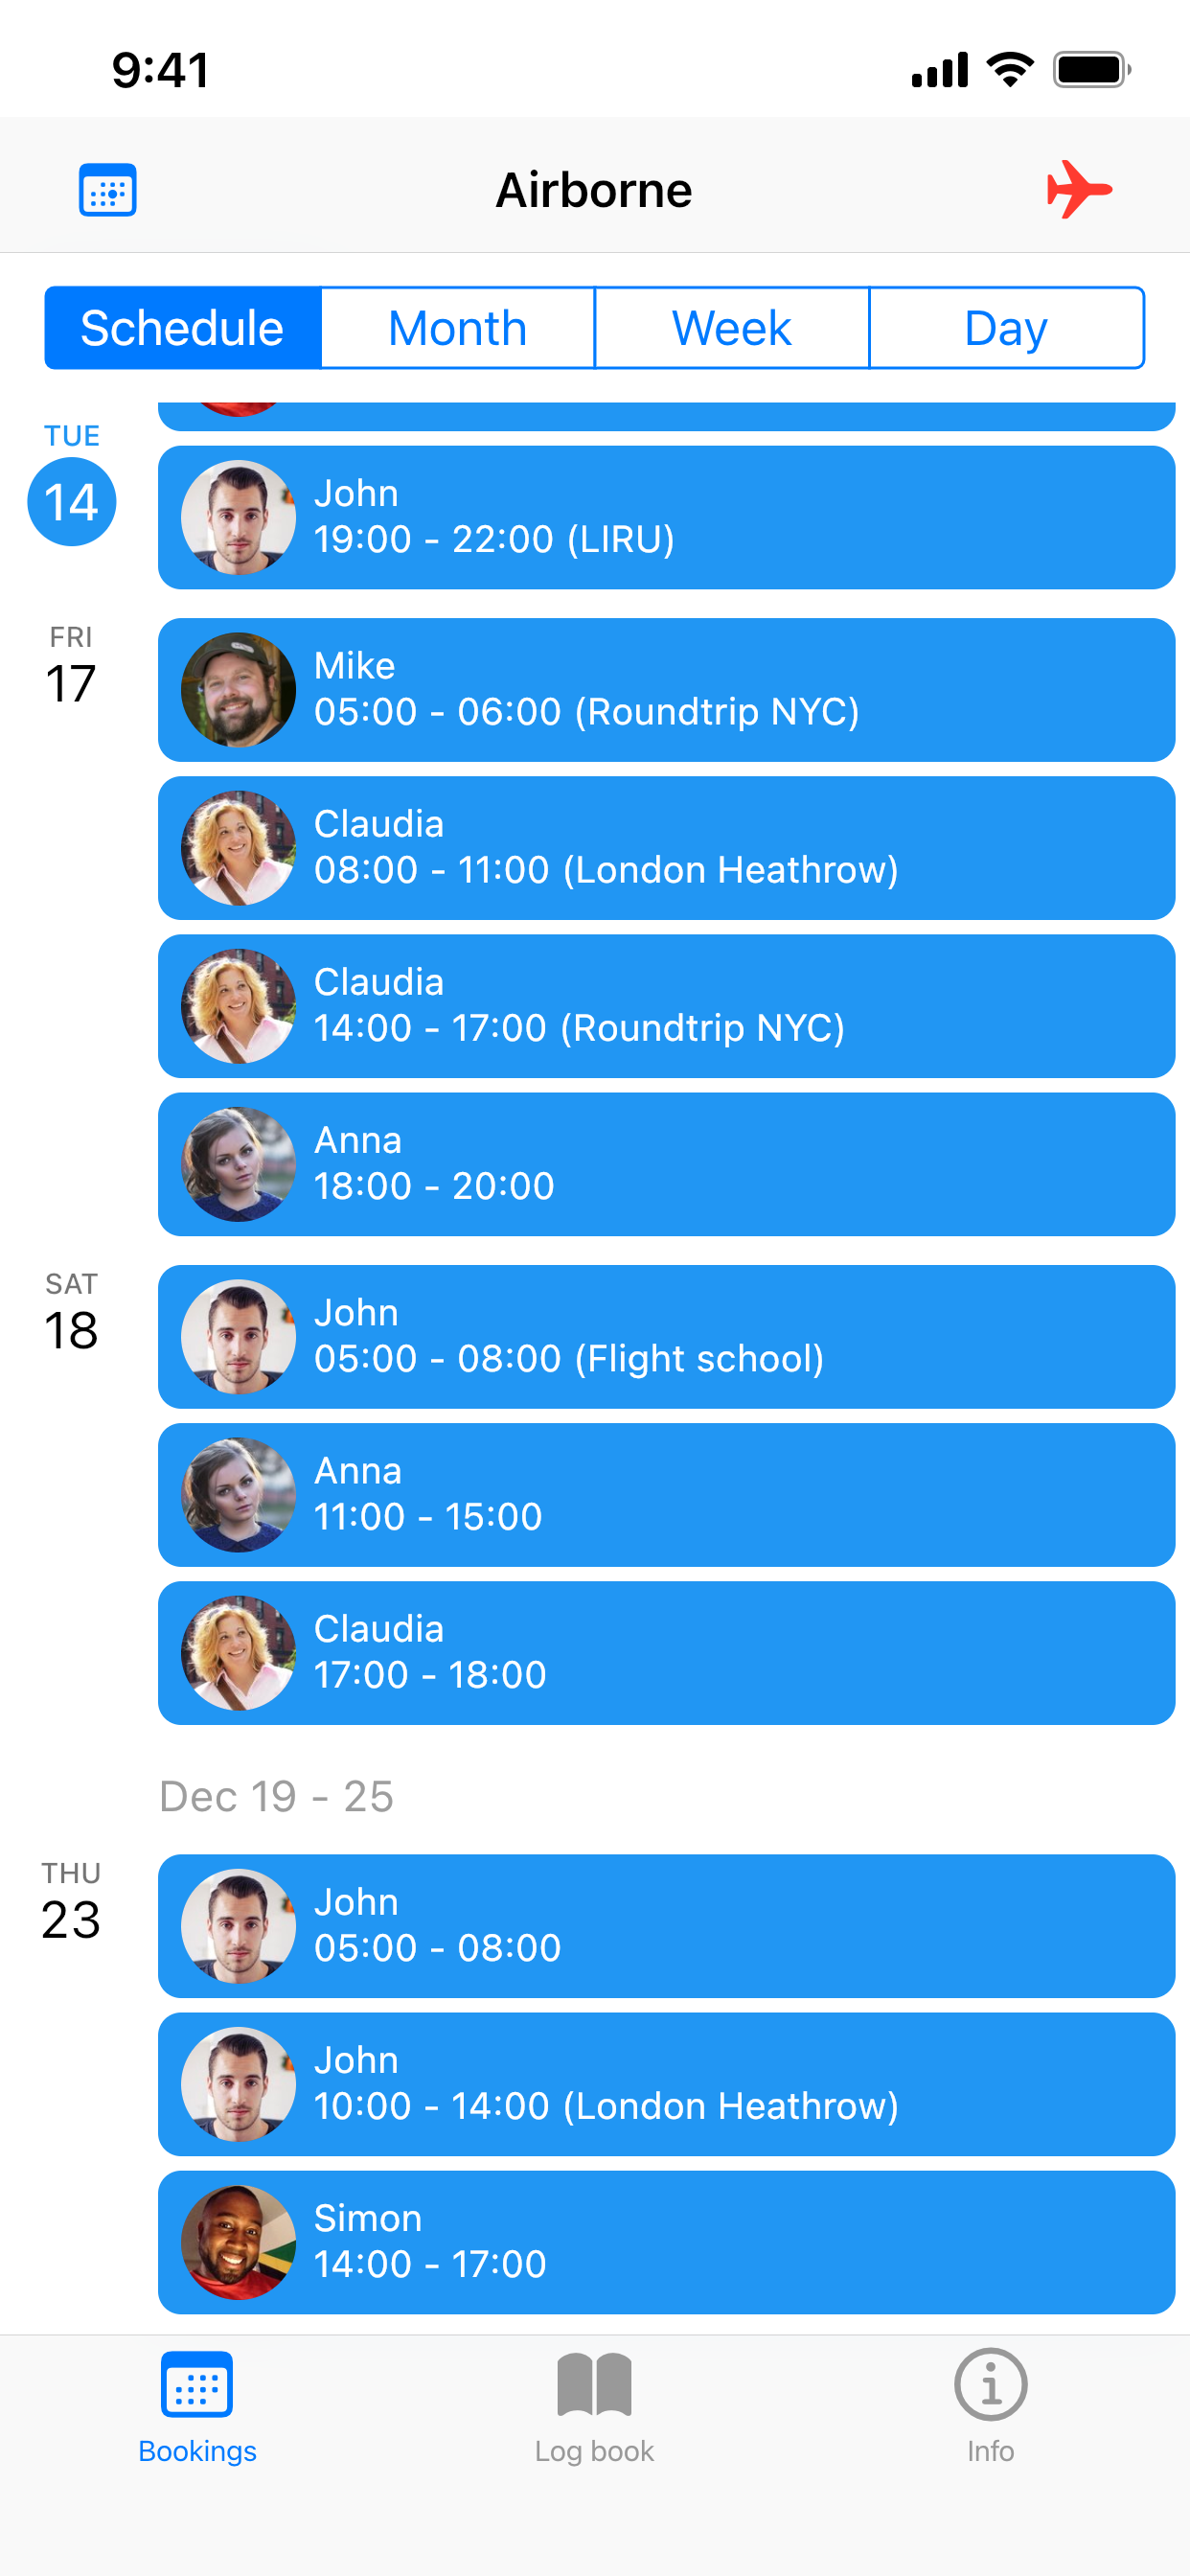 9:41
Airborne
Schedule Month Week Day
TUE
14
John
19:00 - 22:00 (LIRU)
FRI
17
Mike
05:00 - 06:00 (Roundtrip NYC)
Claudia
08:00 - 11:00 (London Heathrow)
Claudia
14:00 - 17:00 (Roundtrip NYC)
Anna
18:00 - 20:00
SAT
18
John
05:00 - 08:00 (Flight school)
Anna
11:00 - 15:00
Claudia
17:00 - 18:00
Dec 19 - 25
THU
23
John
05:00 - 08:00
John
10:00 - 14:00 (London Heathrow)
Simon
14:00 - 17:00
Bookings Log book Info